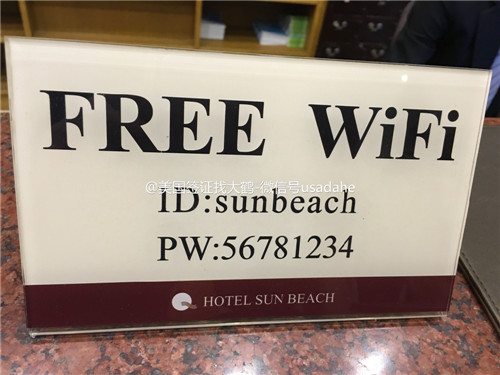 FREE WiFi
@美国签证找大鹤-微信号usadahe
ID:sunbeach
PW:56781234
HOTEL SUN BEACH